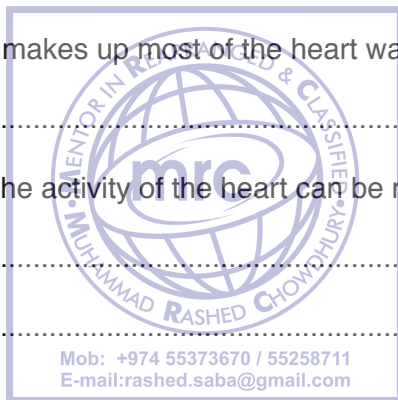 makes up most of the heart wa
MENTOR IN REARRANGED & CLASSIFIED
mrc
he activity of the heart can be
MUHAMMAD RASHED CHOWDHURY
Mob: +974 55373670 / 55258711
E-mail:rashed.saba@gmail.com